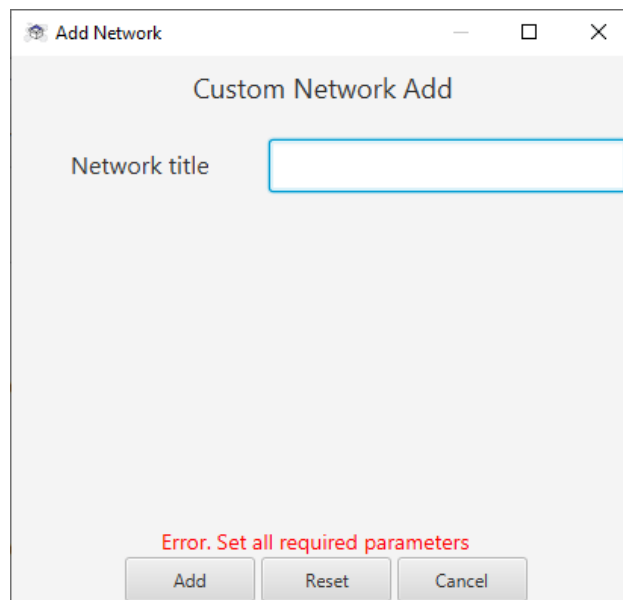 Add Network
Custom Network Add
Network title
Error. Set all required parameters
Add Reset Cancel